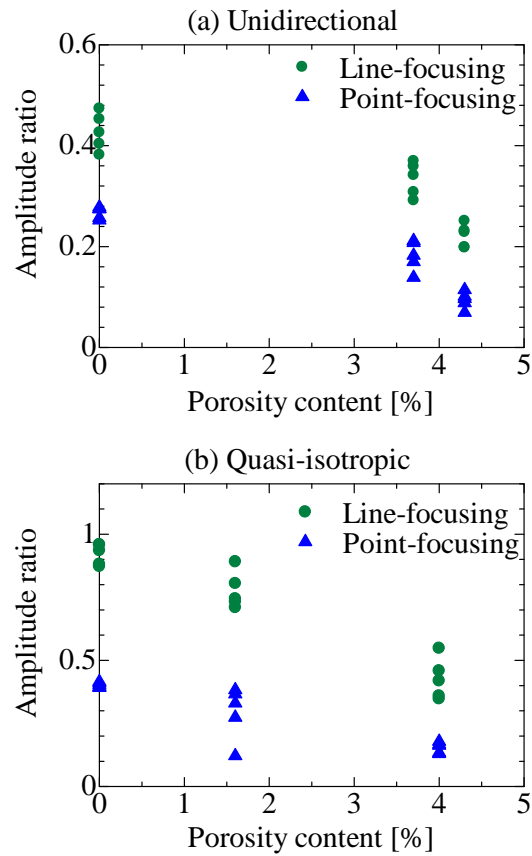 (a) Unidirectional
Amplitude ratio
0.6
0.4
0.2
0
Line-focusing
Point-focusing
0 1 2 3 4 5
Porosity content [%]
(b) Quasi-isotropic
Amplitude ratio
1
0.5
0
Line-focusing
Point-focusing
0 1 2 3 4 5
Porosity content [%]